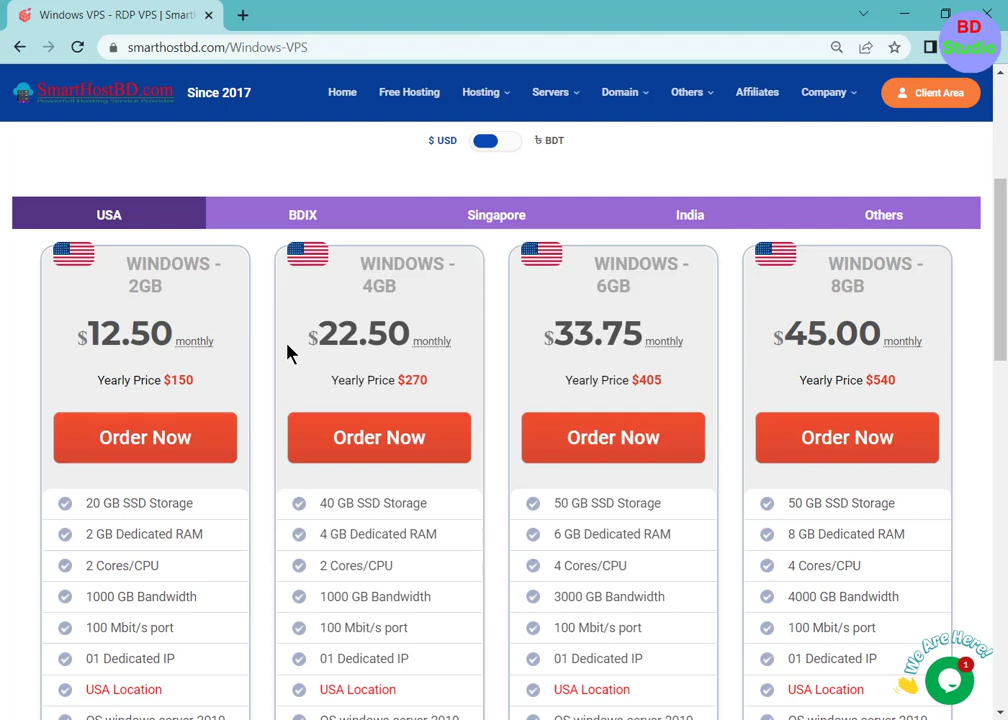 Windows VPS - RDP VPS | Smart
BD
Studio
smarthostbd.com/Windows-VPS
SmartHostBD.com
Powerfull Hosting Service Provider
Since 2017
Home
Free Hosting
Hosting
Servers
Domain
Others
Affiliates
Company
Client Area
$ USD
৳ BDT
USA
BDIX
Singapore
India
Others
WINDOWS -
2GB
$12.50 monthly
Yearly Price $150
Order Now
20 GB SSD Storage
2 GB Dedicated RAM
2 Cores/CPU
1000 GB Bandwidth
100 Mbit/s port
01 Dedicated IP
USA Location
WINDOWS -
4GB
$22.50 monthly
Yearly Price $270
Order Now
40 GB SSD Storage
4 GB Dedicated RAM
2 Cores/CPU
1000 GB Bandwidth
100 Mbit/s port
01 Dedicated IP
USA Location
WINDOWS -
6GB
$33.75 monthly
Yearly Price $405
Order Now
50 GB SSD Storage
6 GB Dedicated RAM
4 Cores/CPU
3000 GB Bandwidth
100 Mbit/s port
01 Dedicated IP
USA Location
WINDOWS -
8GB
$45.00 monthly
Yearly Price $540
Order Now
50 GB SSD Storage
8 GB Dedicated RAM
4 Cores/CPU
4000 GB Bandwidth
100 Mbit/s port
01 Dedicated IP
USA Location
We Are Here!
1